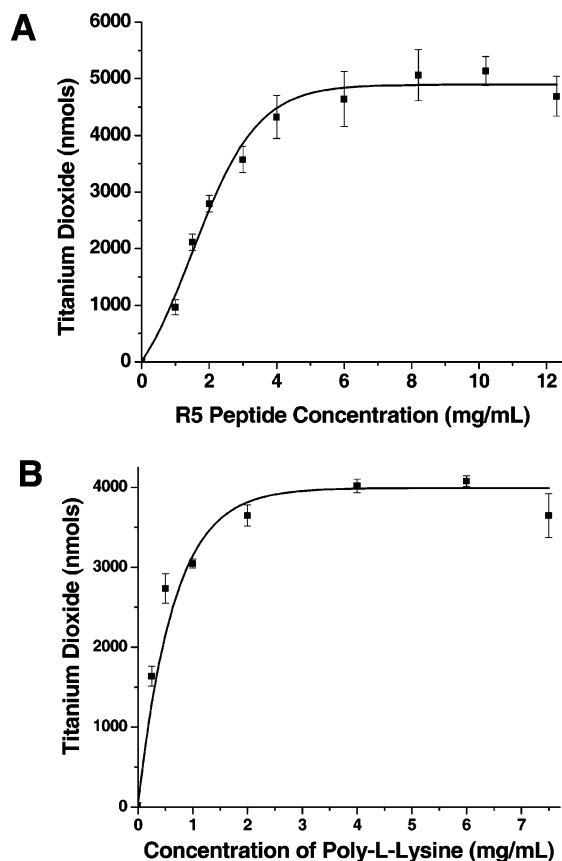 A
6000
5000
4000
3000
2000
1000
0
Titanium Dioxide (nmols)
0 2 4 6 8 10 12
R5 Peptide Concentration (mg/mL)
B
4000
3000
2000
1000
0
Titanium Dioxide (nmols)
0 1 2 3 4 5 6 7
Concentration of Poly-L-Lysine (mg/mL)